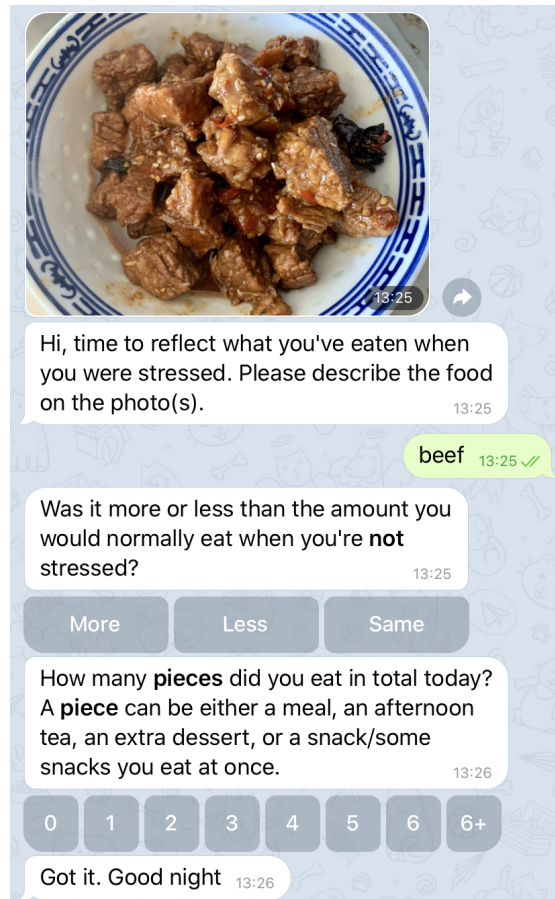 13:25
Hi, time to reflect what you've eaten when
you were stressed. Please describe the food
on the photo(s).
13:25
beef 13:25
Was it more or less than the amount you
would normally eat when you're not
stressed?
13:25
More Less Same
How many pieces did you eat in total today?
A piece can be either a meal, an afternoon
tea, an extra dessert, or a snack/some
snacks you eat at once.
13:26
0 1 2 3 4 5 6 6+
Got it. Good night 13:26